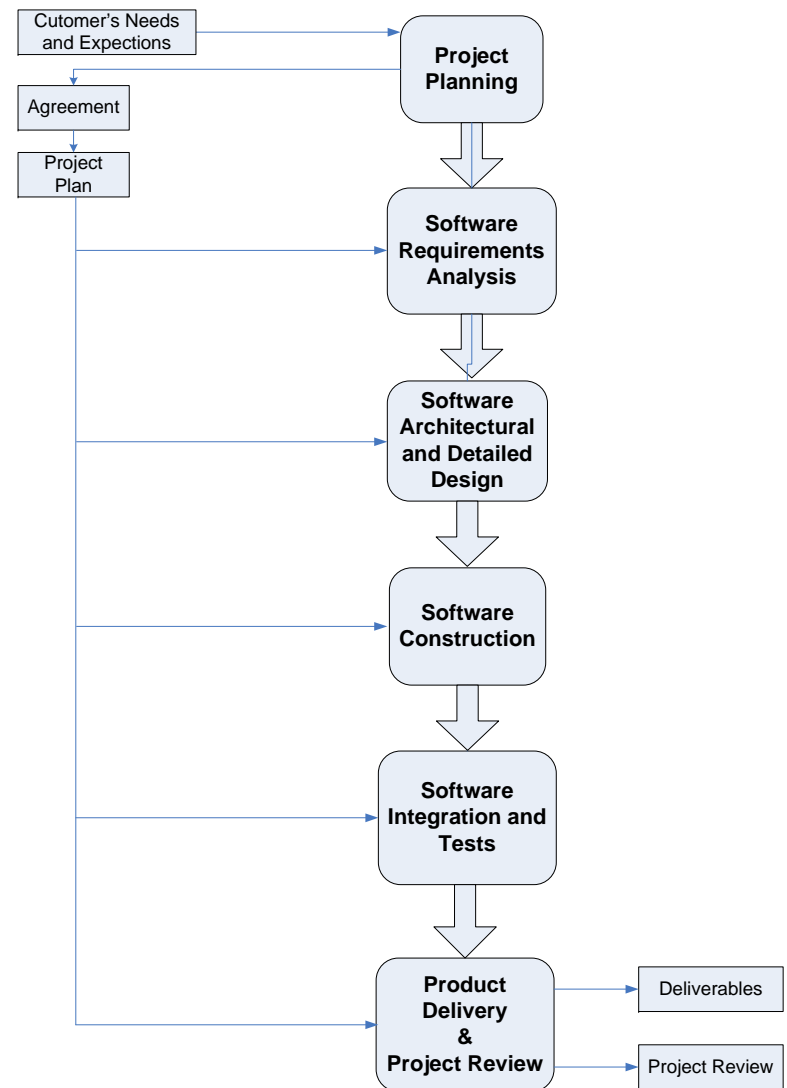 Cutomer's Needs
and Expections
Project
Planning
Agreement
Project
Plan
Software
Requirements
Analysis
Software
Architectural
and Detailed
Design
Software
Construction
Software
Integration and
Tests
Product
Delivery
&
Project Review
Deliverables
Project Review